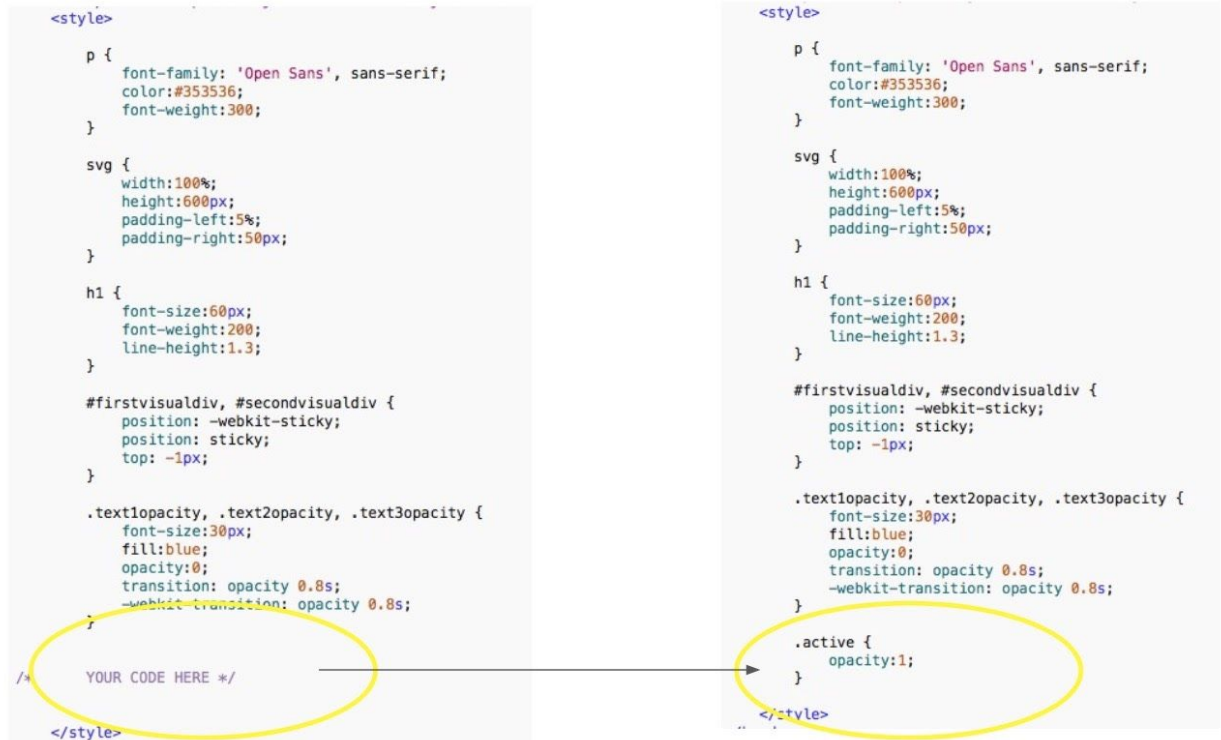 <style>
p {
font-family: 'Open Sans', sans-serif;
color:#353536;
font-weight:300;
}
svg {
width:100%;
height:600px;
padding-left:5%;
padding-right:50px;
}
h1 {
font-size:60px;
font-weight:200;
line-height:1.3;
}
#firstvisualdiv, #secondvisualdiv {
position: -webkit-sticky;
position: sticky;
top: -1px;
}
.text1opacity, .text2opacity, .text3opacity {
font-size:30px;
fill:blue;
opacity:0;
transition: opacity 0.8s;
-webkit-transition: opacity 0.8s;
}
/* YOUR CODE HERE */
</style>
<style>
p {
font-family: 'Open Sans', sans-serif;
color:#353536;
font-weight:300;
}
svg {
width:100%;
height:600px;
padding-left:5%;
padding-right:50px;
}
h1 {
font-size:60px;
font-weight:200;
line-height:1.3;
}
#firstvisualdiv, #secondvisualdiv {
position: -webkit-sticky;
position: sticky;
top: -1px;
}
.text1opacity, .text2opacity, .text3opacity {
font-size:30px;
fill:blue;
opacity:0;
transition: opacity 0.8s;
-webkit-transition: opacity 0.8s;
}
.active {
opacity:1;
}
</style>